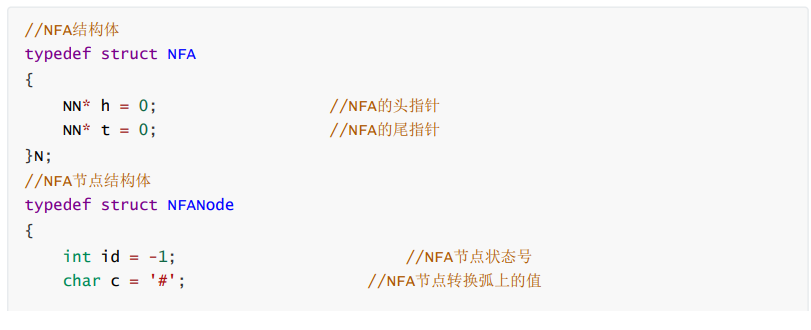 //NFA结构体
typedef struct NFA
{
    NN* h = 0;                  //NFA的头指针
    NN* t = 0;                  //NFA的尾指针
}N;
//NFA节点结构体
typedef struct NFANode
{
    int id = -1;                        //NFA节点状态号
    char c = '#';                   //NFA节点转换弧上的值